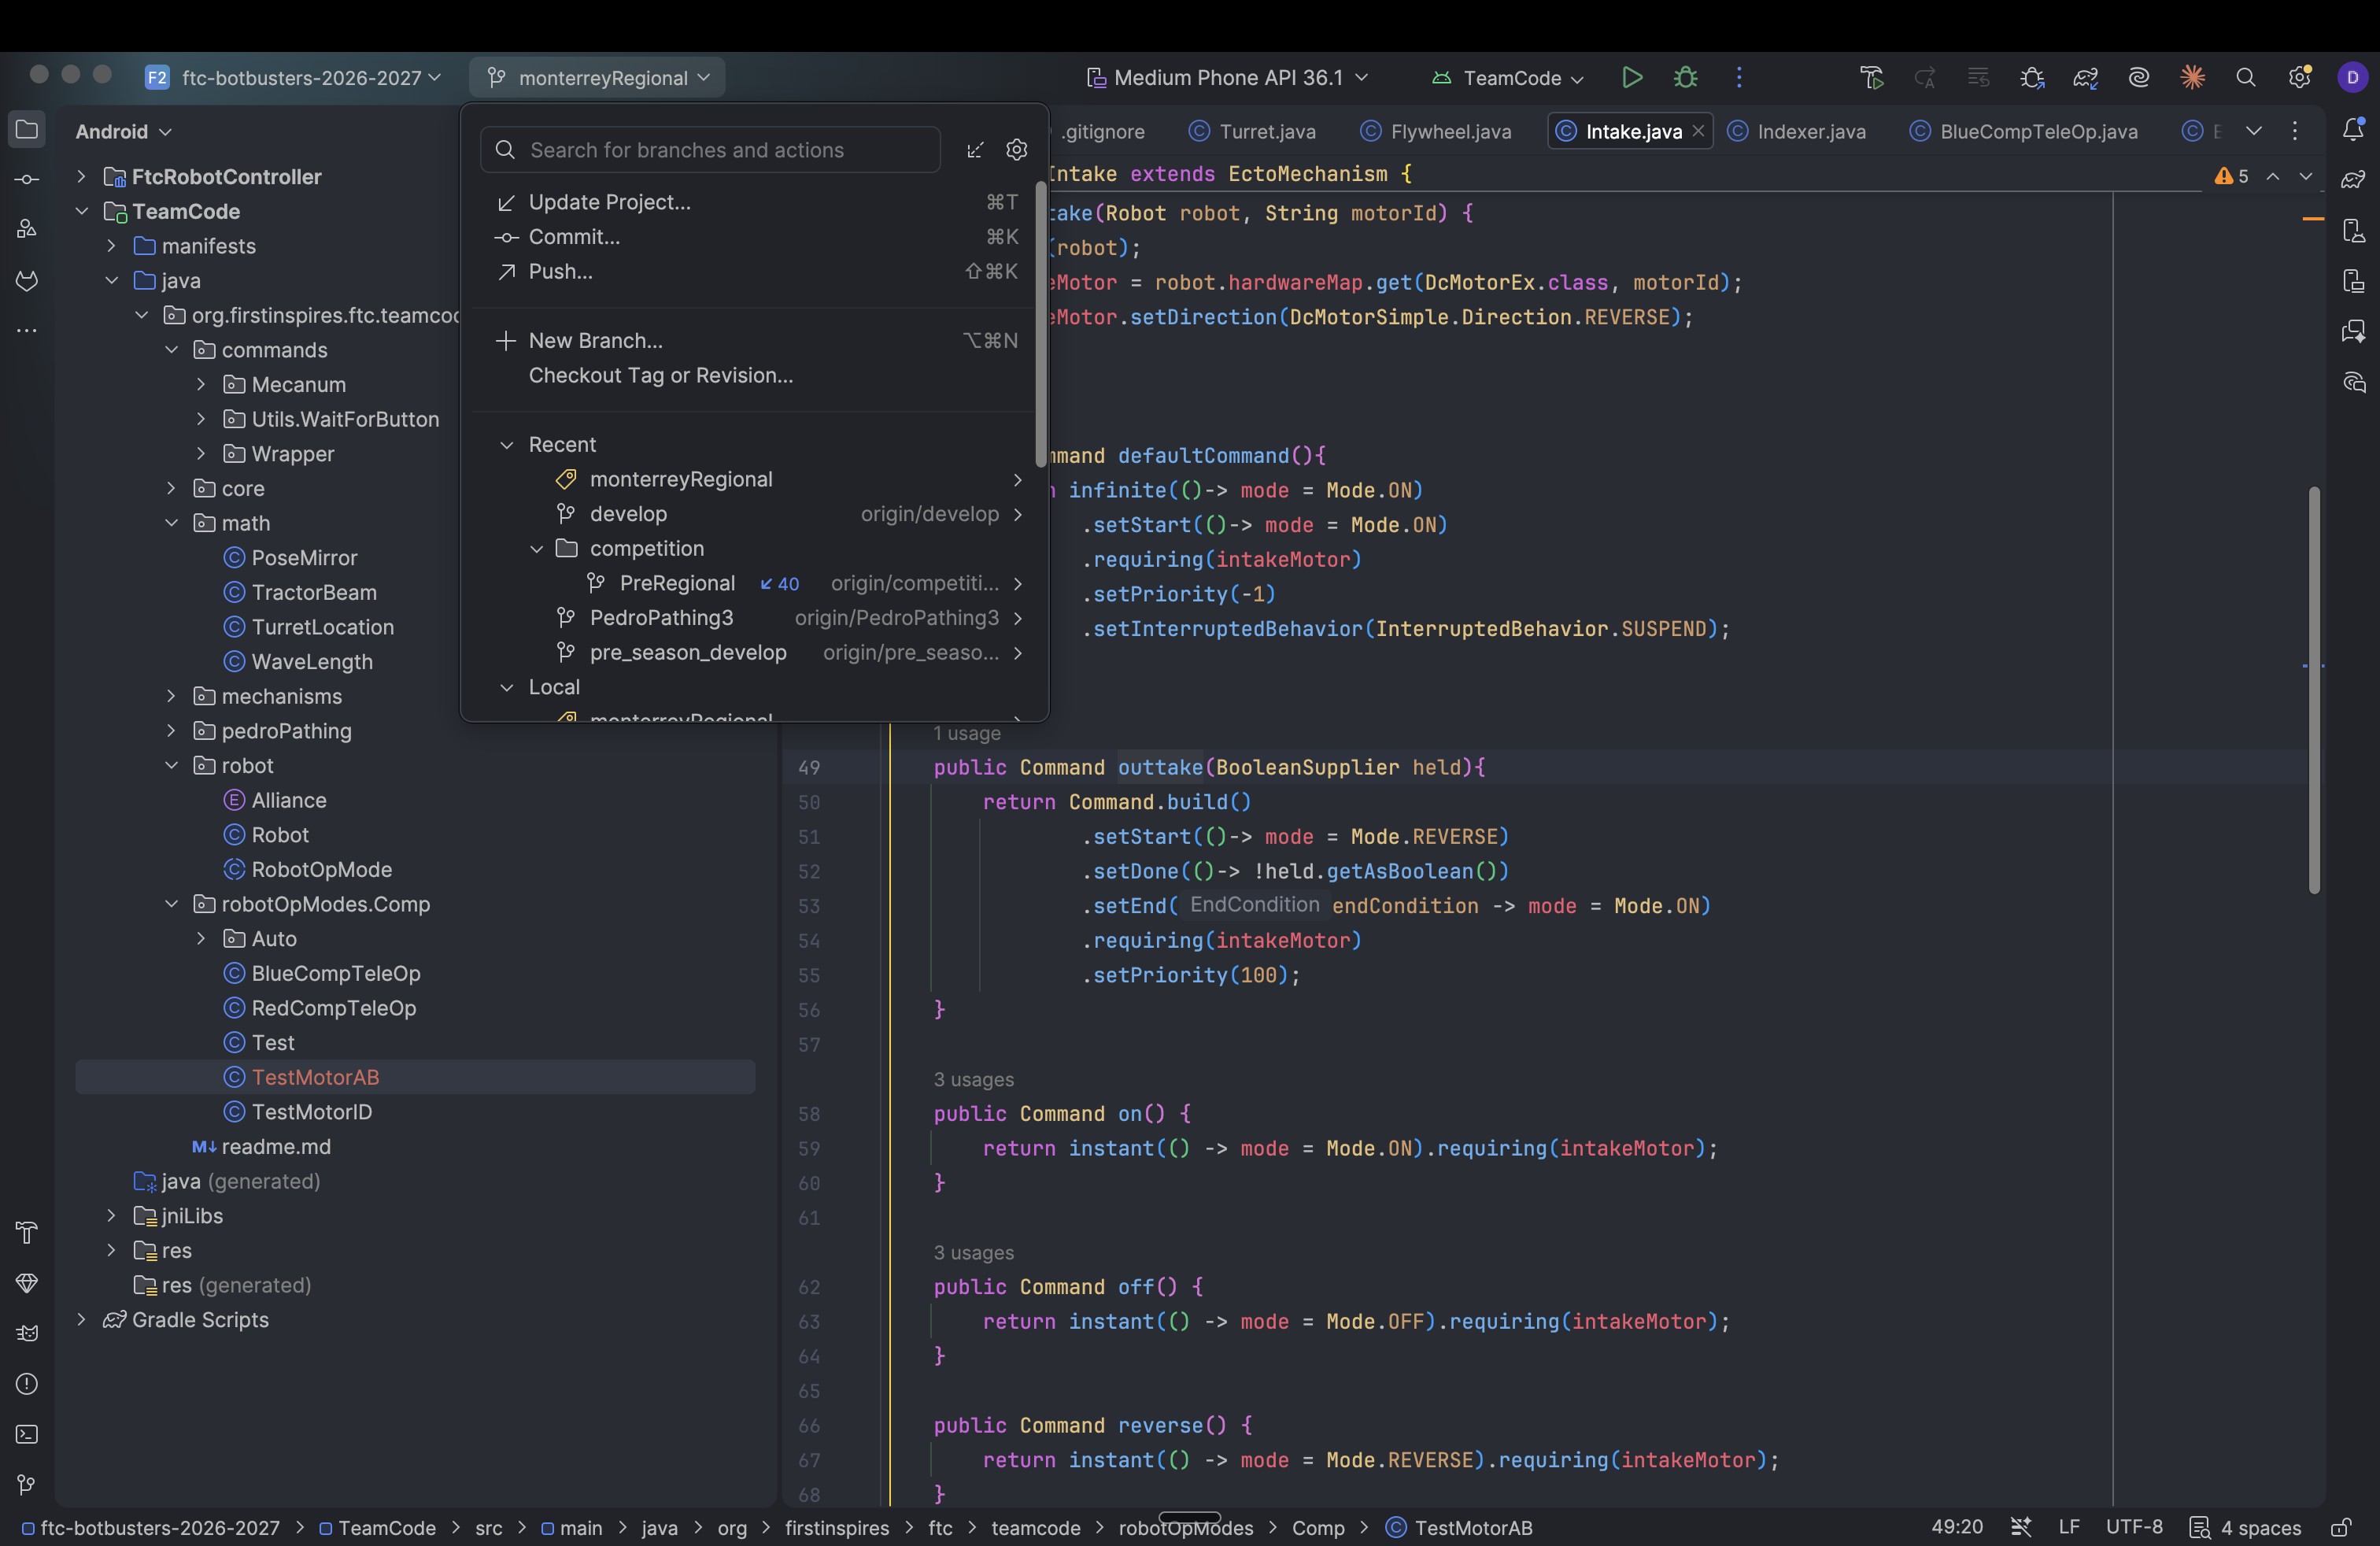 F2 ftc-botbusters-2026-2027 monterreyRegional Medium Phone API 36.1 TeamCode D
Android
FtcRobotController
TeamCode
manifests
java
org.firstinspires.ftc.teamcod
commands
Mecanum
Utils.WaitForButton
Wrapper
core
math
PoseMirror
TractorBeam
TurretLocation
WaveLength
mechanisms
pedroPathing
robot
Alliance
Robot
RobotOpMode
robotOpModes.Comp
Auto
BlueCompTeleOp
RedCompTeleOp
Test
TestMotorAB
TestMotorID
M↓ readme.md
java (generated)
jniLibs
res
res (generated)
Gradle Scripts
Search for branches and actions
Update Project... ⌘T
Commit... ⌘K
Push... ⇧⌘K
New Branch... ⌥⌘N
Checkout Tag or Revision...
Recent
monterreyRegional
develop origin/develop
competition
PreRegional ↙ 40 origin/competiti...
PedroPathing3 origin/PedroPathing3
pre_season_develop origin/pre_seaso...
Local
monterreyRegional
.gitignore Turret.java Flywheel.java Intake.java Indexer.java BlueCompTeleOp.java
Intake extends EctoMechanism { 5
take(Robot robot, String motorId) {
(robot);
eMotor = robot.hardwareMap.get(DcMotorEx.class, motorId);
eMotor.setDirection(DcMotorSimple.Direction.REVERSE);
mmand defaultCommand(){
n infinite(()-> mode = Mode.ON)
.setStart(()-> mode = Mode.ON)
.requiring(intakeMotor)
.setPriority(-1)
.setInterruptedBehavior(InterruptedBehavior.SUSPEND);
1 usage
49 public Command outtake(BooleanSupplier held){
50 return Command.build()
51 .setStart(()-> mode = Mode.REVERSE)
52 .setDone(()-> !held.getAsBoolean())
53 .setEnd( EndCondition endCondition -> mode = Mode.ON)
54 .requiring(intakeMotor)
55 .setPriority(100);
56 }
57
3 usages
58 public Command on() {
59 return instant(() -> mode = Mode.ON).requiring(intakeMotor);
60 }
61
3 usages
62 public Command off() {
63 return instant(() -> mode = Mode.OFF).requiring(intakeMotor);
64 }
65
66 public Command reverse() {
67 return instant(() -> mode = Mode.REVERSE).requiring(intakeMotor);
68 }
ftc-botbusters-2026-2027 > TeamCode > src > main > java > org > firstinspires > ftc > teamcode > robotOpModes > Comp > TestMotorAB 49:20 LF UTF-8 4 spaces